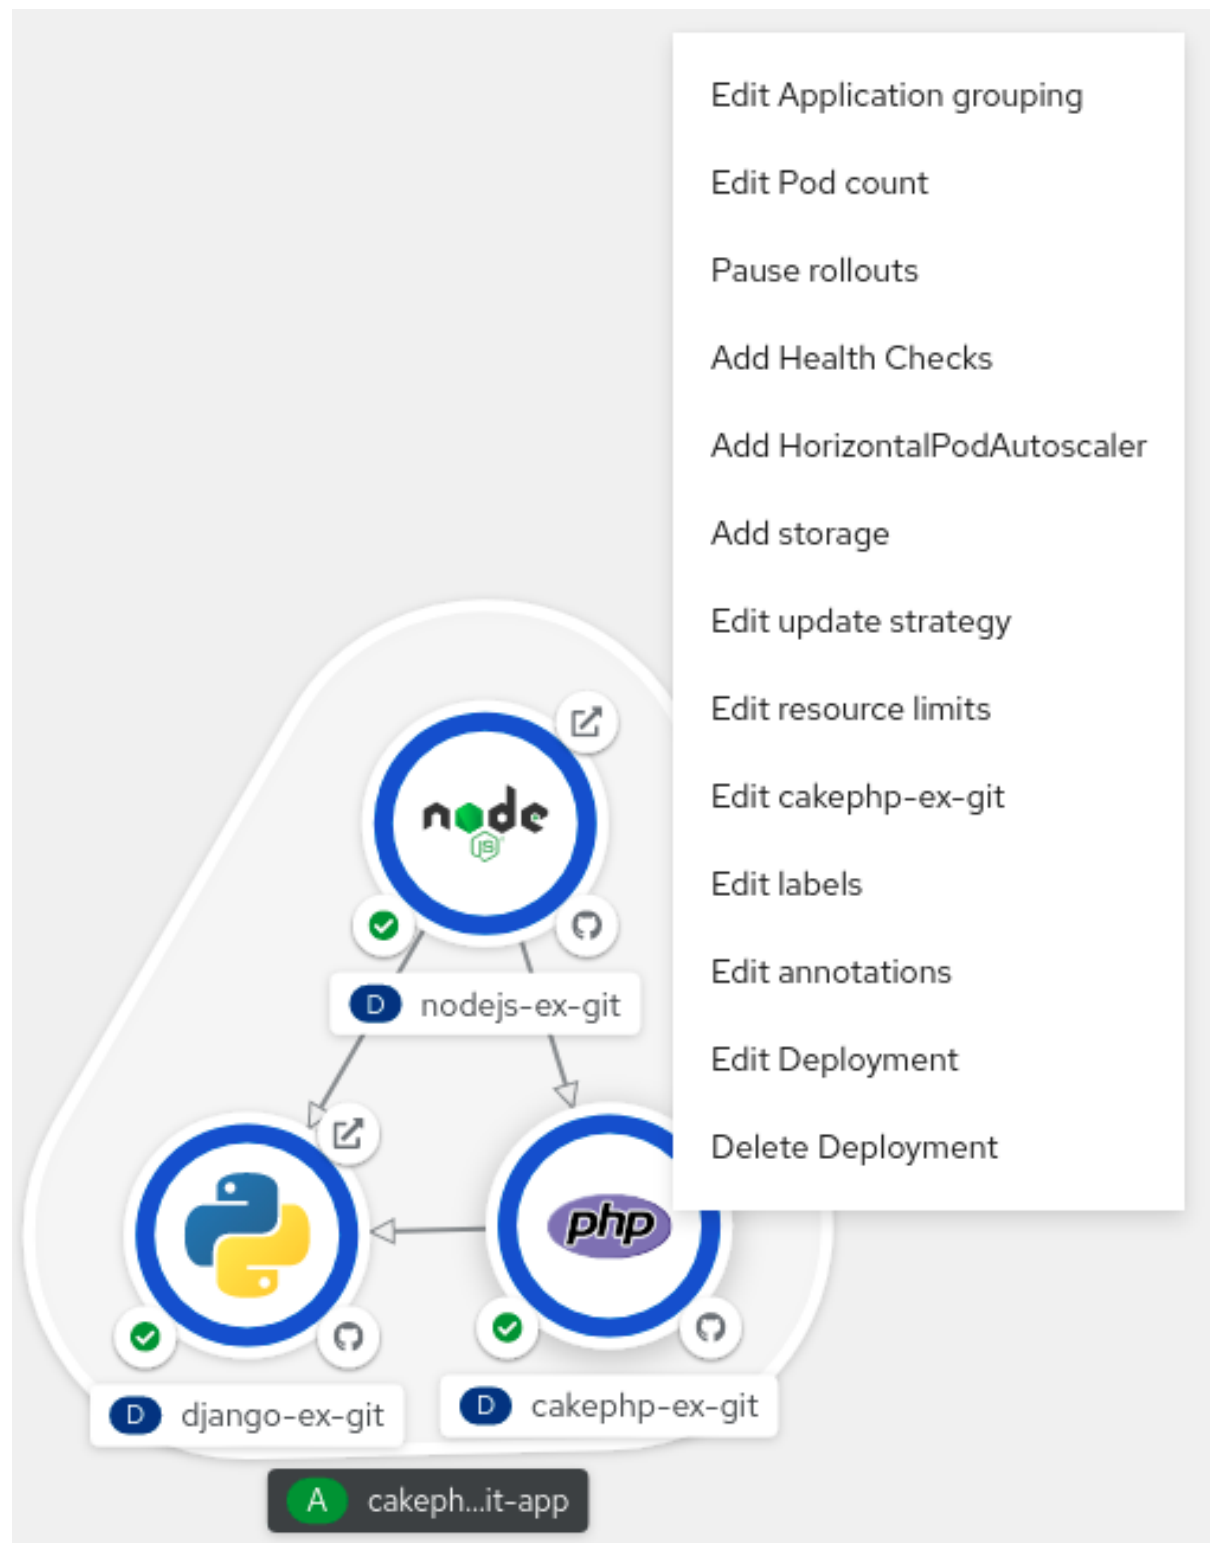 Edit Application grouping
Edit Pod count
Pause rollouts
Add Health Checks
Add HorizontalPodAutoscaler
Add storage
Edit update strategy
Edit resource limits
Edit cakephp-ex-git
Edit labels
Edit annotations
Edit Deployment
Delete Deployment
node
JS
D nodejs-ex-git
php
D django-ex-git
D cakephp-ex-git
A cakeph...it-app